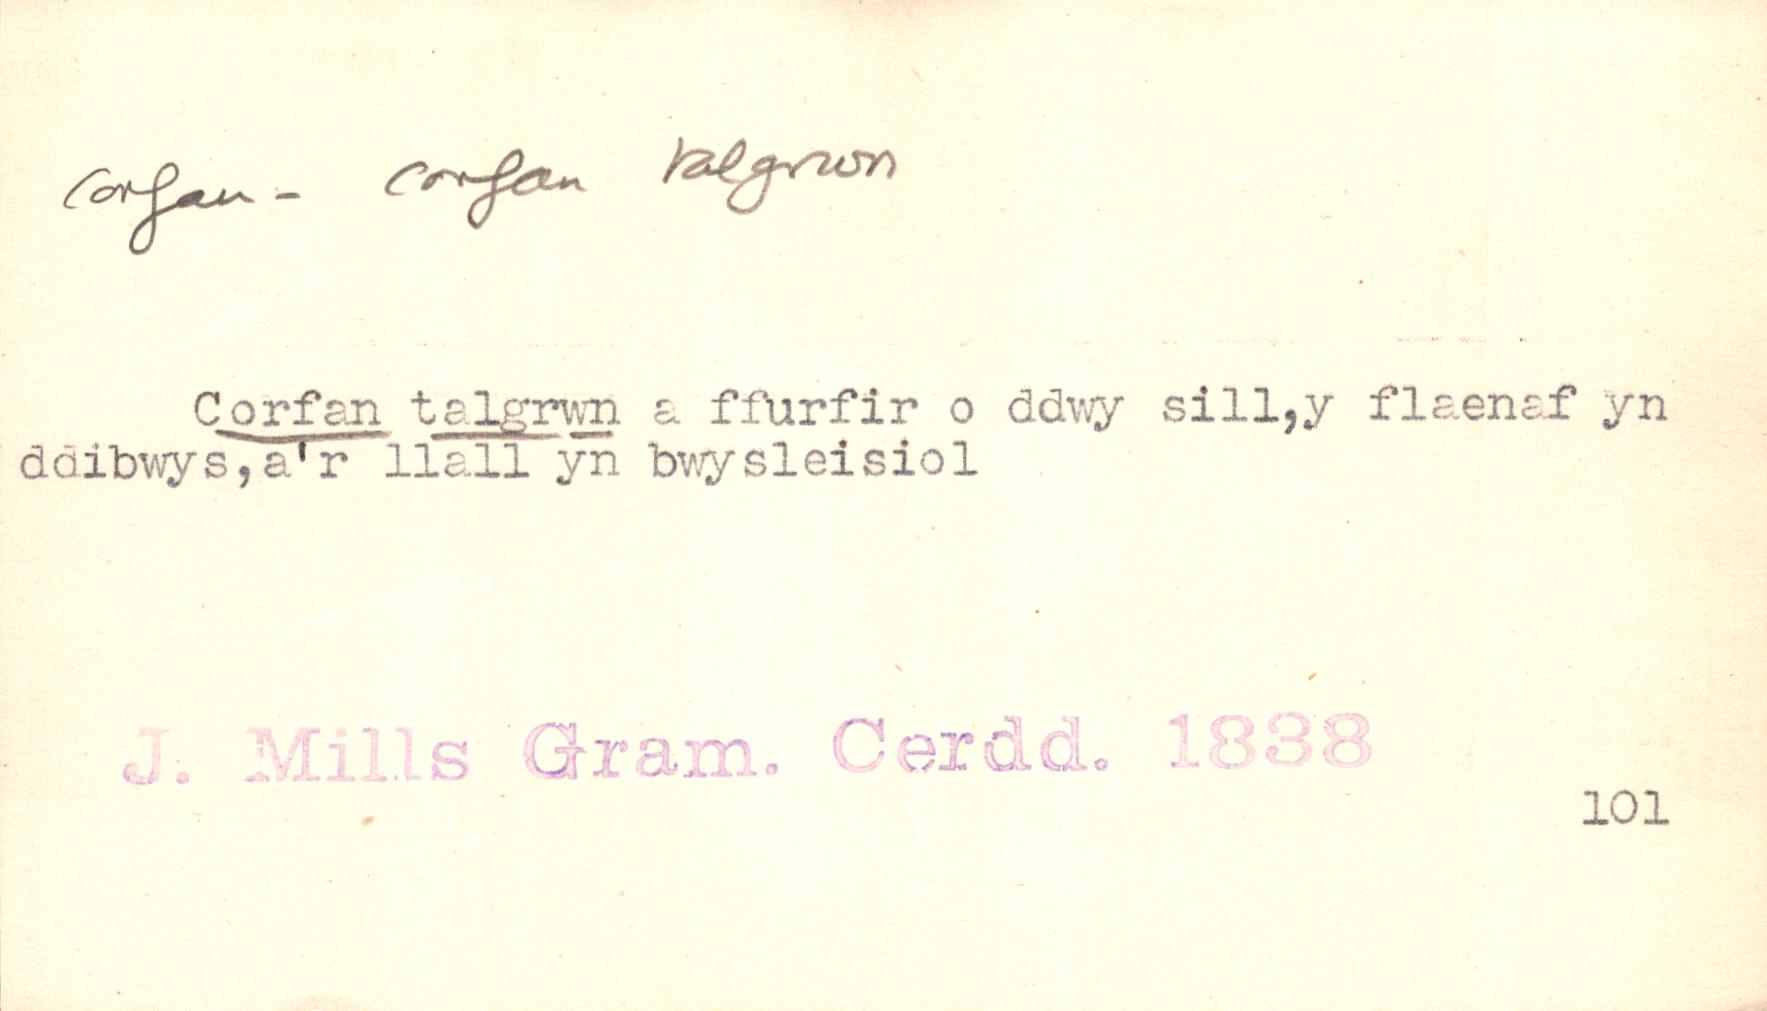 corfan - corfan talgrwn
Corfan talgrwn a ffurfir o ddwy sill,y flaenaf yn
ddibwys,a'r llall yn bwysleisiol
J. Mills Gram. Cerdd. 1838
101